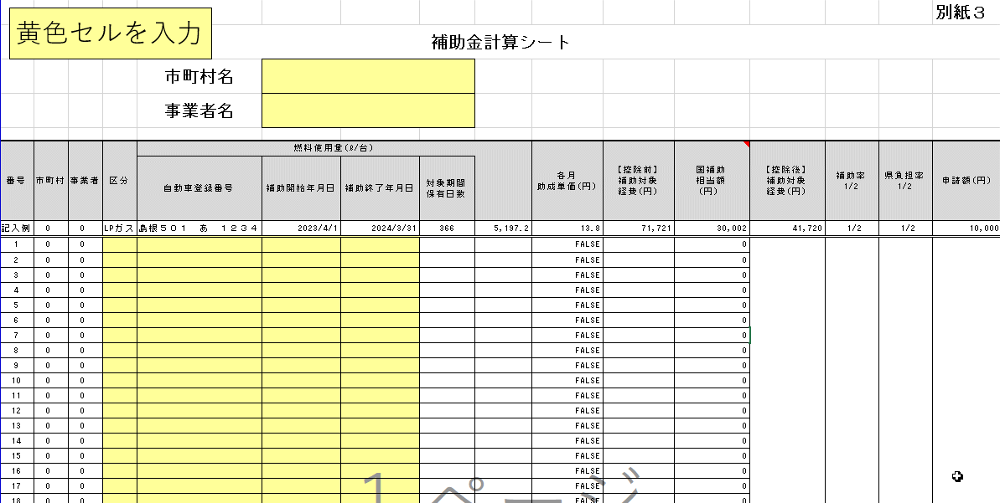 別紙３
黄色セルを入力
補助金計算シート
市町村名
事業者名
燃料使用量(ℓ/台)
番号 市町村 事業者 区分 自動車登録番号 補助開始年月日 補助終了年月日 対象期間 保有日数 各月 助成単価(円) 【控除前】 補助対象 経費(円) 国補助 相当額 (円) 【控除後】 補助対象 経費(円) 補助率 1/2 県負担率 1/2 申請額(円)
記入例 0 0 LPガス 島根５０１　あ　１２３４ 2023/4/1 2024/3/31 366 5,197.2 13.8 71,721 30,002 41,720 1/2 1/2 10,000
1 0 0 FALSE 0
2 0 0 FALSE 0
3 0 0 FALSE 0
4 0 0 FALSE 0
5 0 0 FALSE 0
6 0 0 FALSE 0
7 0 0 FALSE 0
8 0 0 FALSE 0
9 0 0 FALSE 0
10 0 0 FALSE 0
11 0 0 FALSE 0
12 0 0 FALSE 0
13 0 0 FALSE 0
14 0 0 FALSE 0
15 0 0 FALSE 0
16 0 0 FALSE 0
17 0 0 FALSE 0
18 0 0 FALSE 0
1 ページ